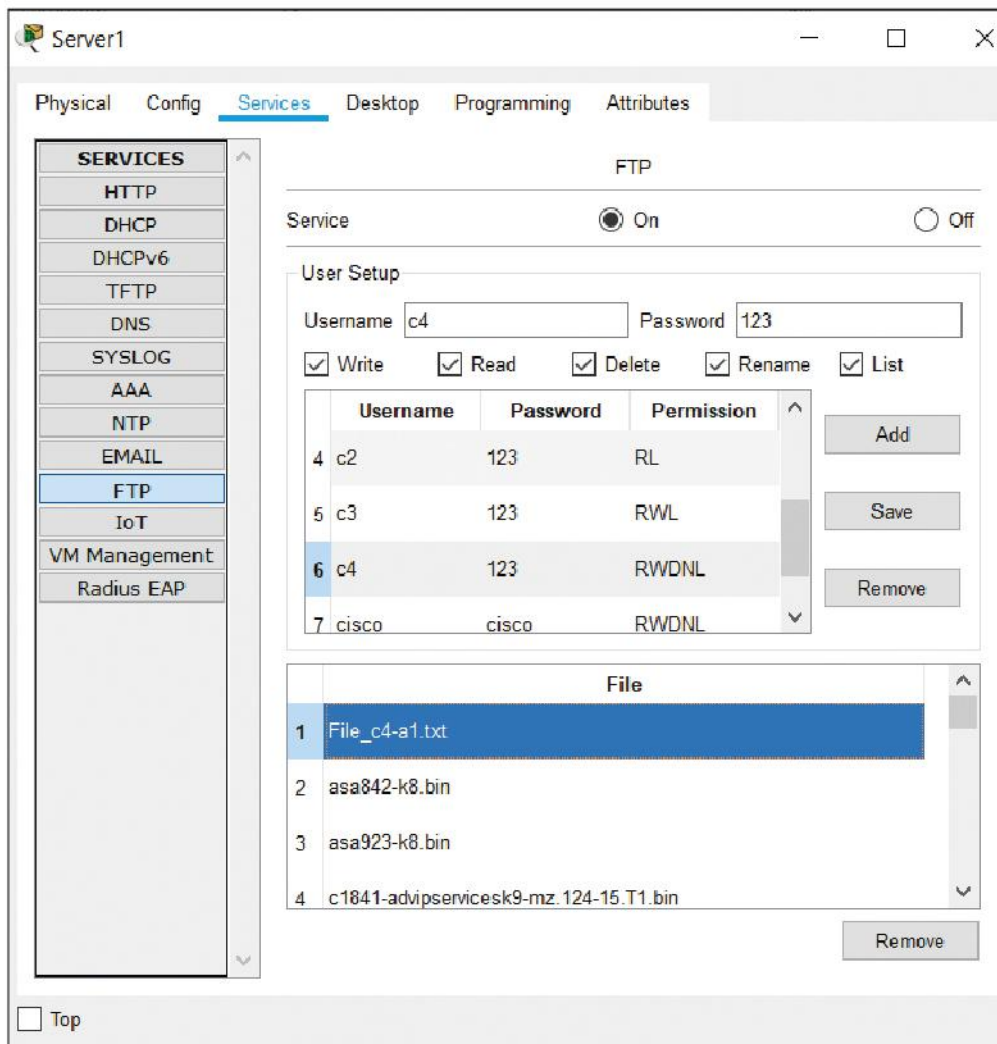 Server1
Physical Config Services Desktop Programming Attributes
SERVICES
HTTP
DHCP
DHCPv6
TFTP
DNS
SYSLOG
AAA
NTP
EMAIL
FTP
IoT
VM Management
Radius EAP
FTP
Service On Off
User Setup
Username c4 Password 123
Write Read Delete Rename List
Username Password Permission
4 c2 123 RL
5 c3 123 RWL
6 c4 123 RWDNL
7 cisco cisco RWDNL
Add
Save
Remove
File
1 File_c4-a1.txt
2 asa842-k8.bin
3 asa923-k8.bin
4 c1841-advipservicesk9-mz.124-15.T1.bin
Remove
Top